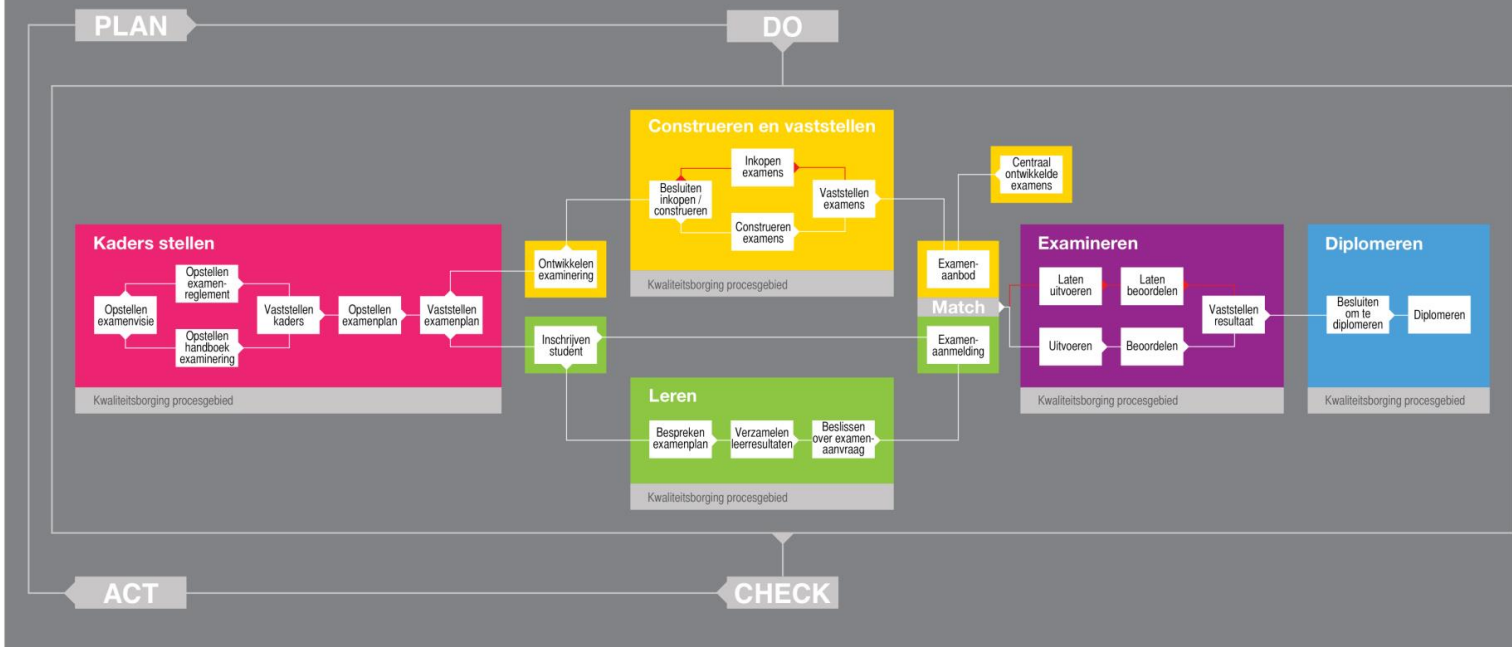 PLAN
DO
Construeren en vaststellen
Inkopen
examens
Besluiten
inkopen /
construeren
Construeren
examens
Vaststellen
examens
Kwaliteitsborging procesgebied
Centraal
ontwikkelde
examens
Kaders stellen
Opstellen
examenvisie
Opstellen
examen-
reglement
Opstellen
handboek
examinering
Vaststellen
kaders
Opstellen
examenplan
Vaststellen
examenplan
Kwaliteitsborging procesgebied
Ontwikkelen
examinering
Inschrijven
student
Examen-
aanbod
Match
Examen-
aanmelding
Leren
Bespreken
examenplan
Verzamelen
leerresultaten
Beslissen
over examen-
aanvraag
Kwaliteitsborging procesgebied
Examineren
Laten
uitvoeren
Laten
beoordelen
Uitvoeren
Beoordelen
Vaststellen
resultaat
Kwaliteitsborging procesgebied
Diplomeren
Besluiten
om te
diplomeren
Diplomeren
Kwaliteitsborging procesgebied
ACT
CHECK